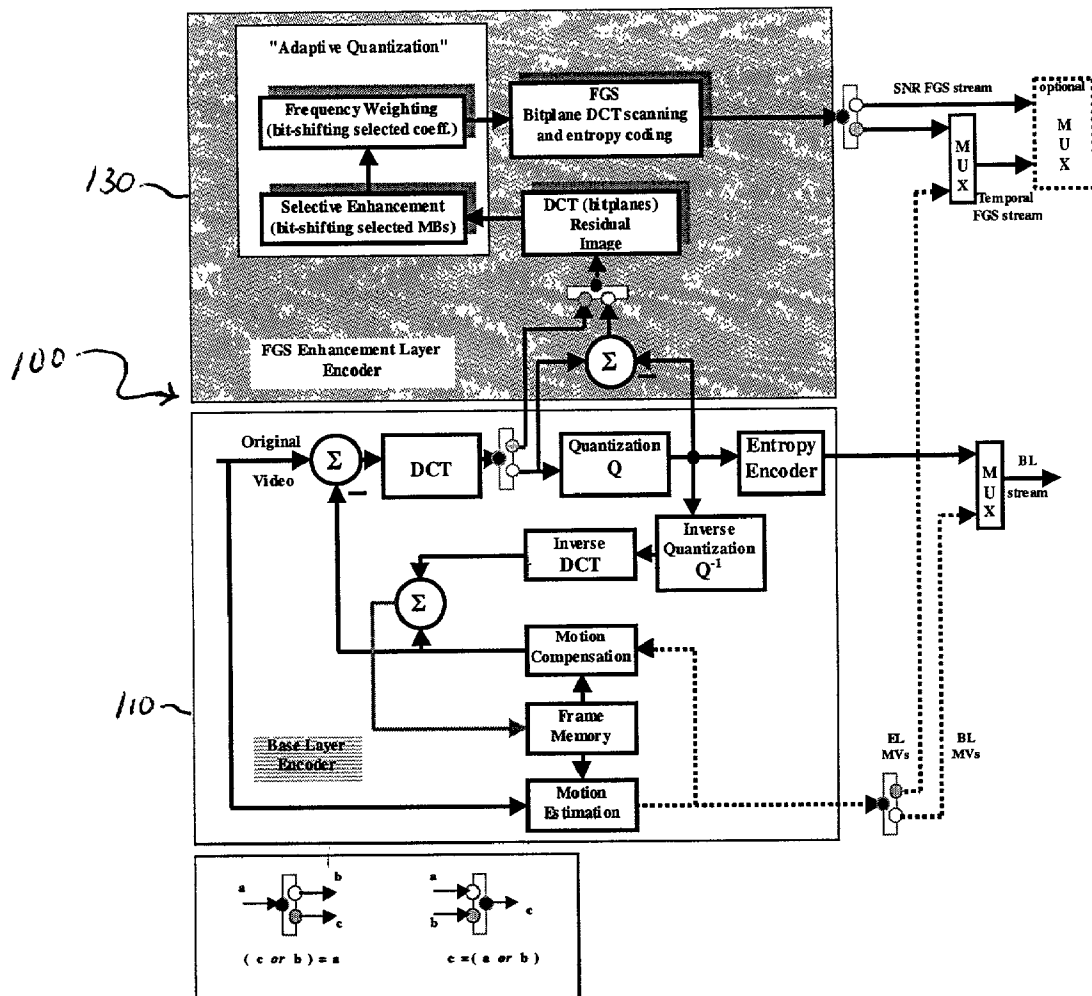 "Adaptive Quantization"
Frequency Weighting
(bit-shifting selected coeff.)
FGS
Bitplane DCT scanning
and entropy coding
SNR FGS stream
optional
M
U
X
M
U
X
Temporal
FGS stream
130
Selective Enhancement
(bit-shifting selected MBs)
DCT (bitplanes)
Residual
Image
100
FGS Enhancement Layer
Encoder
Σ
Original
Video
Σ
DCT
Quantization
Q
Entropy
Encoder
M
U
X
BL
stream
Inverse
DCT
Inverse
Quantization
Q-1
Σ
Motion
Compensation
110
Frame
Memory
Base Layer
Encoder
EL
MVs
BL
MVs
Motion
Estimation
a
b
c
a
b
c
( c or b ) = a
c = ( a or b )